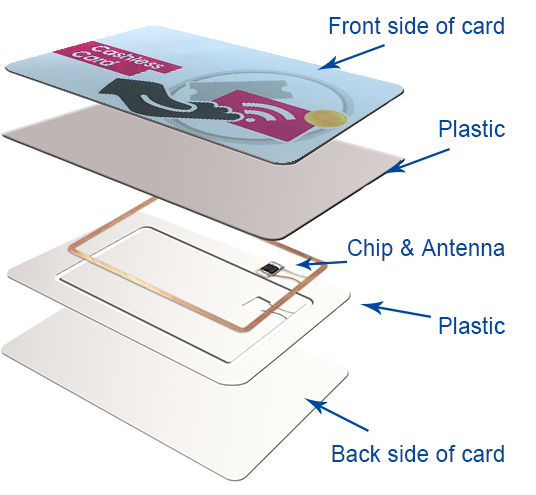 Front side of card
Cashless
Card
Plastic
Chip & Antenna
Plastic
Back side of card